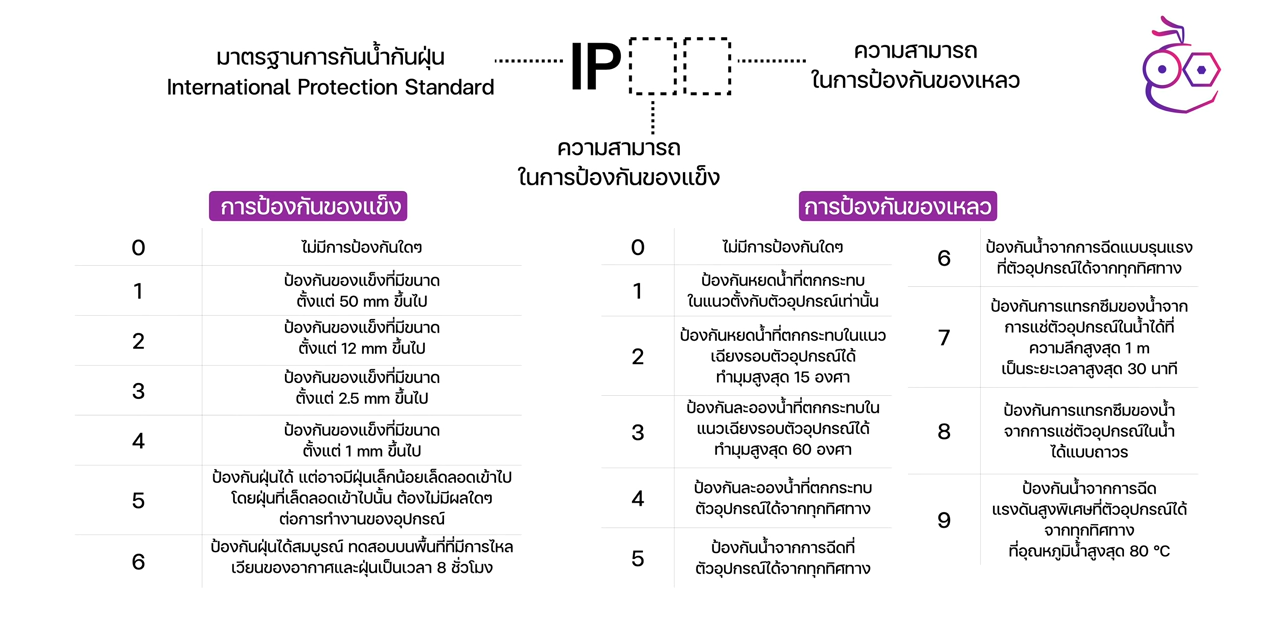 มาตรฐานการกันน้ำกันฝุ่น
International Protection Standard
IP
ความสามารถ
ในการป้องกันของเหลว
ความสามารถ
ในการป้องกันของแข็ง
การป้องกันของแข็ง
0
ไม่มีการป้องกันใดๆ
1
ป้องกันของแข็งที่มีขนาด
ตั้งแต่ 50 mm ขึ้นไป
2
ป้องกันของแข็งที่มีขนาด
ตั้งแต่ 12 mm ขึ้นไป
3
ป้องกันของแข็งที่มีขนาด
ตั้งแต่ 2.5 mm ขึ้นไป
4
ป้องกันของแข็งที่มีขนาด
ตั้งแต่ 1 mm ขึ้นไป
5
ป้องกันฝุ่นได้ แต่อาจมีฝุ่นเล็กน้อยเล็ดลอดเข้าไป
โดยฝุ่นที่เล็ดลอดเข้าไปนั้น ต้องไม่มีผลใดๆ
ต่อการทำงานของอุปกรณ์
6
ป้องกันฝุ่นได้สมบูรณ์ ทดสอบบนพื้นที่ที่มีการไหล
เวียนของอากาศและฝุ่นเป็นเวลา 8 ชั่วโมง
การป้องกันของเหลว
0
ไม่มีการป้องกันใดๆ
1
ป้องกันหยดน้ำที่ตกกระทบ
ในแนวตั้งกับตัวอุปกรณ์เท่านั้น
2
ป้องกันหยดน้ำที่ตกกระทบในแนว
เฉียงรอบตัวอุปกรณ์ได้
ทำมุมสูงสุด 15 องศา
3
ป้องกันละอองน้ำที่ตกกระทบใน
แนวเฉียงรอบตัวอุปกรณ์ได้
ทำมุมสูงสุด 60 องศา
4
ป้องกันละอองน้ำที่ตกกระทบ
ตัวอุปกรณ์ได้จากทุกทิศทาง
5
ป้องกันน้ำจากการฉีดที่
ตัวอุปกรณ์ได้จากทุกทิศทาง
6
ป้องกันน้ำจากการฉีดแบบรุนแรง
ที่ตัวอุปกรณ์ได้จากทุกทิศทาง
7
ป้องกันการแทรกซึมของน้ำจาก
การแช่ตัวอุปกรณ์ในน้ำได้ที่
ความลึกสูงสุด 1 m
เป็นระยะเวลาสูงสุด 30 นาที
8
ป้องกันการแทรกซึมของน้ำ
จากการแช่ตัวอุปกรณ์ในน้ำ
ได้แบบถาวร
9
ป้องกันน้ำจากการฉีด
แรงดันสูงพิเศษที่ตัวอุปกรณ์ได้
จากทุกทิศทาง
ที่อุณหภูมิน้ำสูงสุด 80 °C